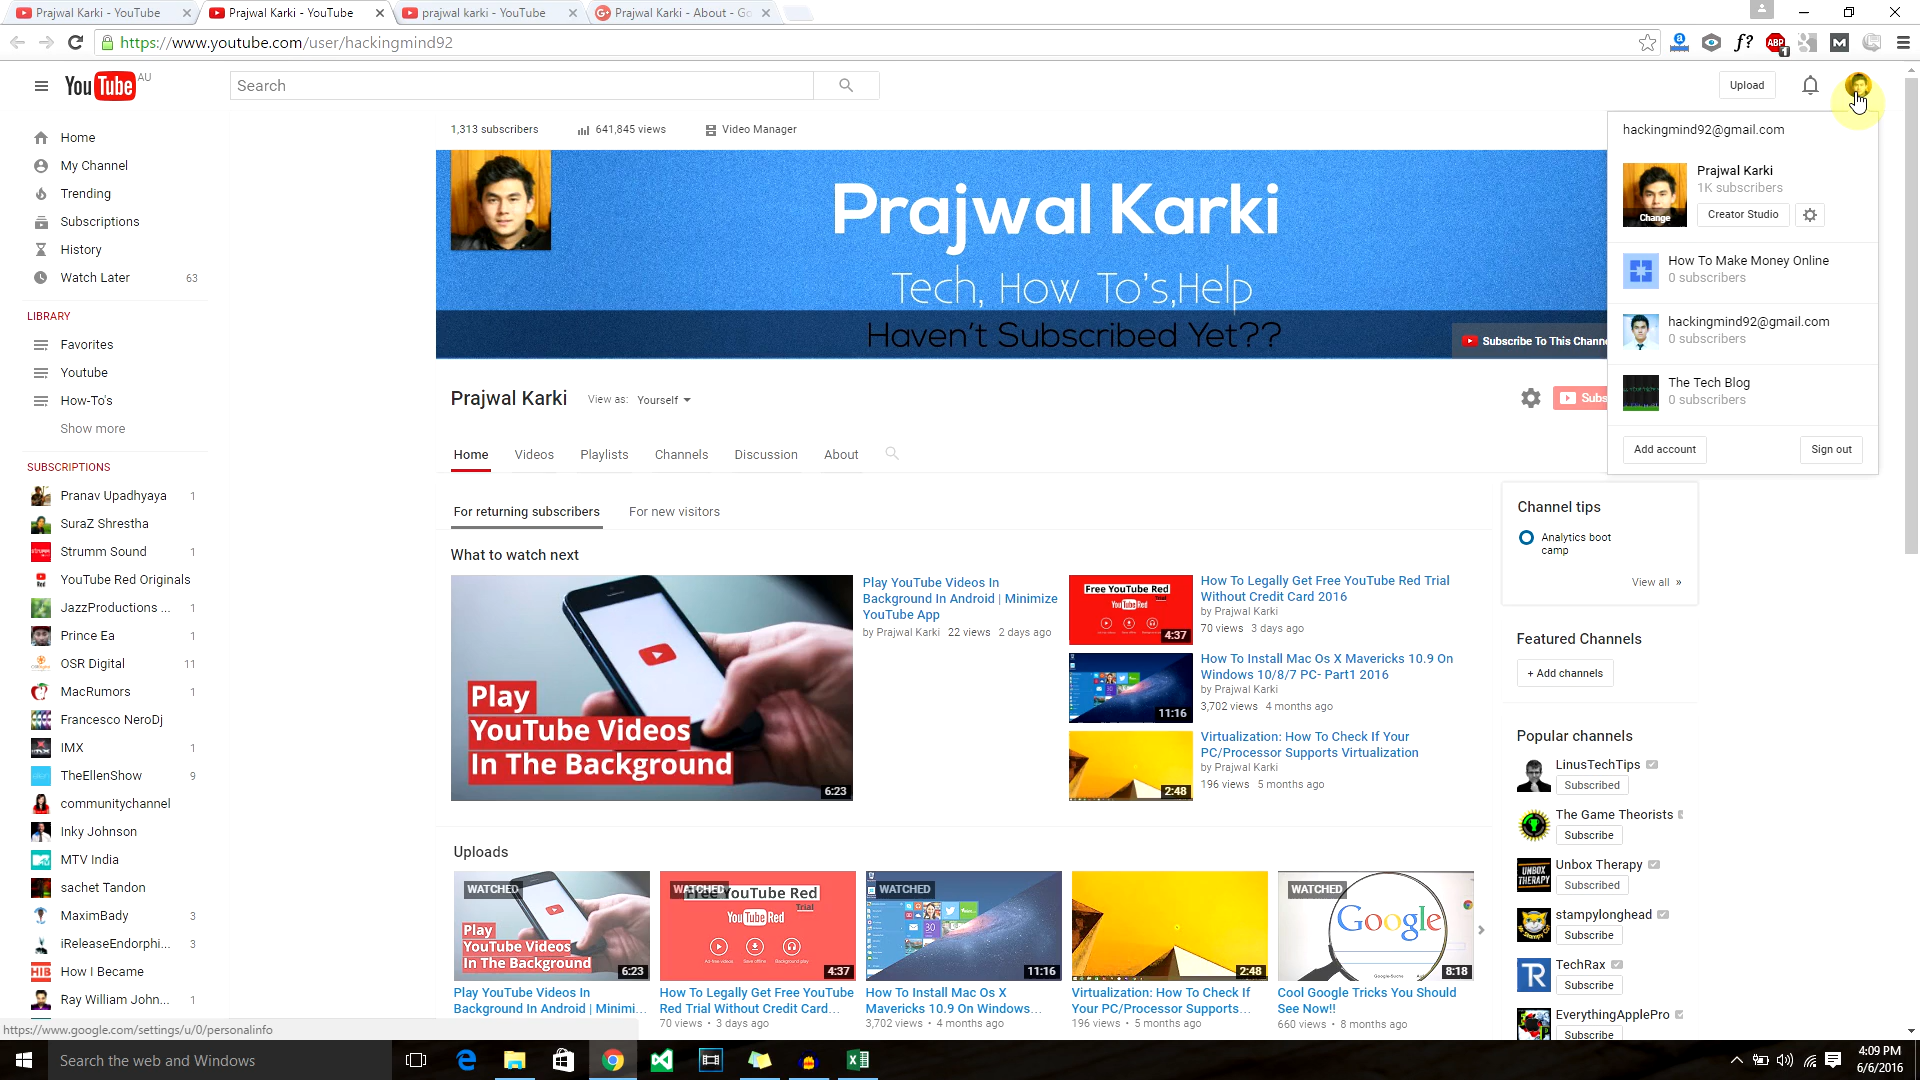 Prajwal Karki - YouTube
Prajwal Karki - YouTube
prajwal karki - YouTube
Prajwal Karki - About - Go
https://www.youtube.com/user/hackingmind92
f?
ABP
1
M
YouTube AU
Search
Upload
Home
My Channel
Trending
Subscriptions
History
Watch Later 63
LIBRARY
Favorites
Youtube
How-To's
Show more
SUBSCRIPTIONS
Pranav Upadhyaya 1
SuraZ Shrestha
Strumm Sound 1
YouTube Red Originals
JazzProductions ... 1
Prince Ea 1
OSR Digital 11
MacRumors 1
Francesco NeroDj
IMX 1
TheEllenShow 9
communitychannel
Inky Johnson
MTV India
sachet Tandon
MaximBady 3
iReleaseEndorphi... 3
How I Became
Ray William John... 1
1,313 subscribers 641,845 views Video Manager
Prajwal Karki
Tech, How To's,Help
Haven't Subscribed Yet??
Subscribe To This Channe
Prajwal Karki View as: Yourself
Subs
Home Videos Playlists Channels Discussion About
For returning subscribers For new visitors
What to watch next
Play
YouTube Videos
In The Background
6:23
Play YouTube Videos In
Background In Android | Minimize
YouTube App
by Prajwal Karki 22 views 2 days ago
Free YouTube Red
Trial
YouTube Red
4:37
How To Legally Get Free YouTube Red Trial
Without Credit Card 2016
by Prajwal Karki
70 views 3 days ago
11:16
How To Install Mac Os X Mavericks 10.9 On
Windows 10/8/7 PC- Part1 2016
by Prajwal Karki
3,702 views 4 months ago
2:48
Virtualization: How To Check If Your
PC/Processor Supports Virtualization
by Prajwal Karki
196 views 5 months ago
Uploads
WATCHED
Play
YouTube Videos
In The Background
6:23
Play YouTube Videos In
Background In Android | Minimi...
WATCHED
Free YouTube Red
Trial
YouTube Red
4:37
How To Legally Get Free YouTube
Red Trial Without Credit Card...
70 views • 3 days ago
WATCHED
30
11:16
How To Install Mac Os X
Mavericks 10.9 On Windows...
3,702 views • 4 months ago
2:48
Virtualization: How To Check If
Your PC/Processor Supports...
196 views • 5 months ago
WATCHED
Google
8:18
Cool Google Tricks You Should
See Now!!
660 views • 8 months ago
hackingmind92@gmail.com
Prajwal Karki
1K subscribers
Change
Creator Studio
How To Make Money Online
0 subscribers
hackingmind92@gmail.com
0 subscribers
The Tech Blog
0 subscribers
Add account Sign out
Channel tips
Analytics boot
camp
View all »
Featured Channels
+ Add channels
Popular channels
LinusTechTips
Subscribed
The Game Theorists
Subscribe
UNBOX
THERAPY
Unbox Therapy
Subscribed
stampylonghead
Subscribe
TechRax
Subscribe
EverythingApplePro
Subscribe
https://www.google.com/settings/u/0/personalinfo
Search the web and Windows
4:09 PM
6/6/2016